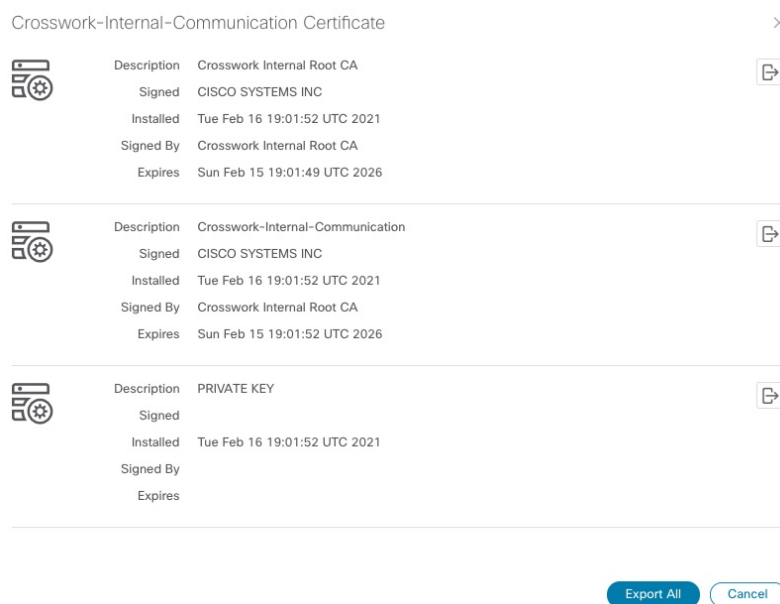 Crosswork-Internal-Communication Certificate
Description Crosswork Internal Root CA
Signed CISCO SYSTEMS INC
Installed Tue Feb 16 19:01:52 UTC 2021
Signed By Crosswork Internal Root CA
Expires Sun Feb 15 19:01:49 UTC 2026
Description Crosswork-Internal-Communication
Signed CISCO SYSTEMS INC
Installed Tue Feb 16 19:01:52 UTC 2021
Signed By Crosswork Internal Root CA
Expires Sun Feb 15 19:01:52 UTC 2026
Description PRIVATE KEY
Signed
Installed Tue Feb 16 19:01:52 UTC 2021
Signed By
Expires
Export All Cancel